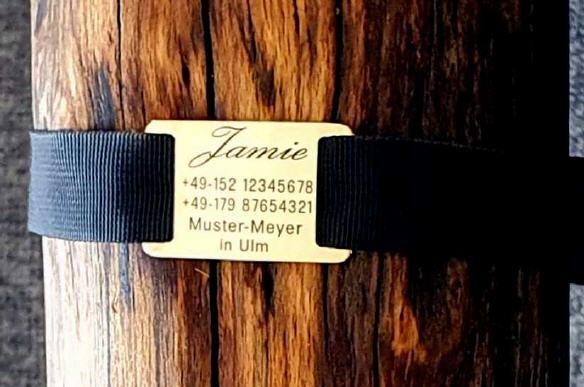 Jamie
+49-152 12345678
+49-179 87654321
Muster-Meyer
in Ulm